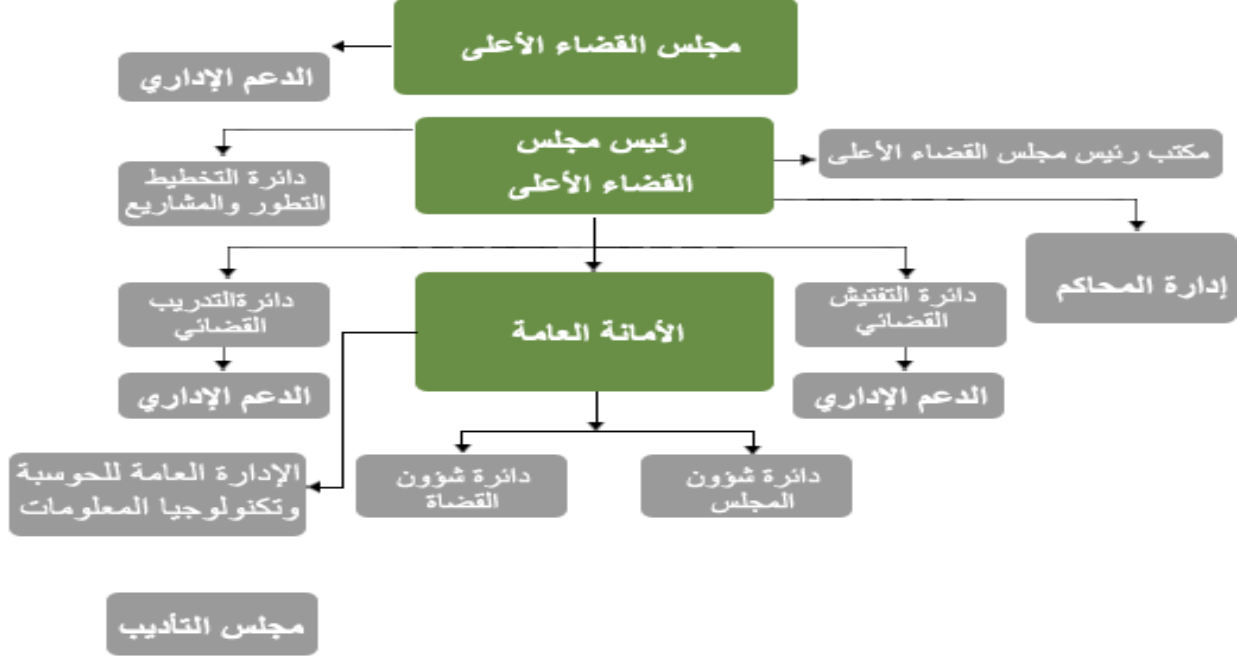 مجلس القضاء الأعلى
الدعم الإداري
رئيس مجلس
القضاء الأعلى
مكتب رئيس مجلس القضاء الأعلى
دائرة التخطيط
التطور والمشاريع
إدارة المحاكم
دائرة التفتيش
القضائي
الأمانة العامة
دائرةالتدريب
القضائي
الدعم الإداري
الدعم الإداري
دائرة شؤون
المجلس
دائرة شؤون
القضاة
الإدارة العامة للحوسبة
وتكنولوجيا المعلومات
مجلس التأديب